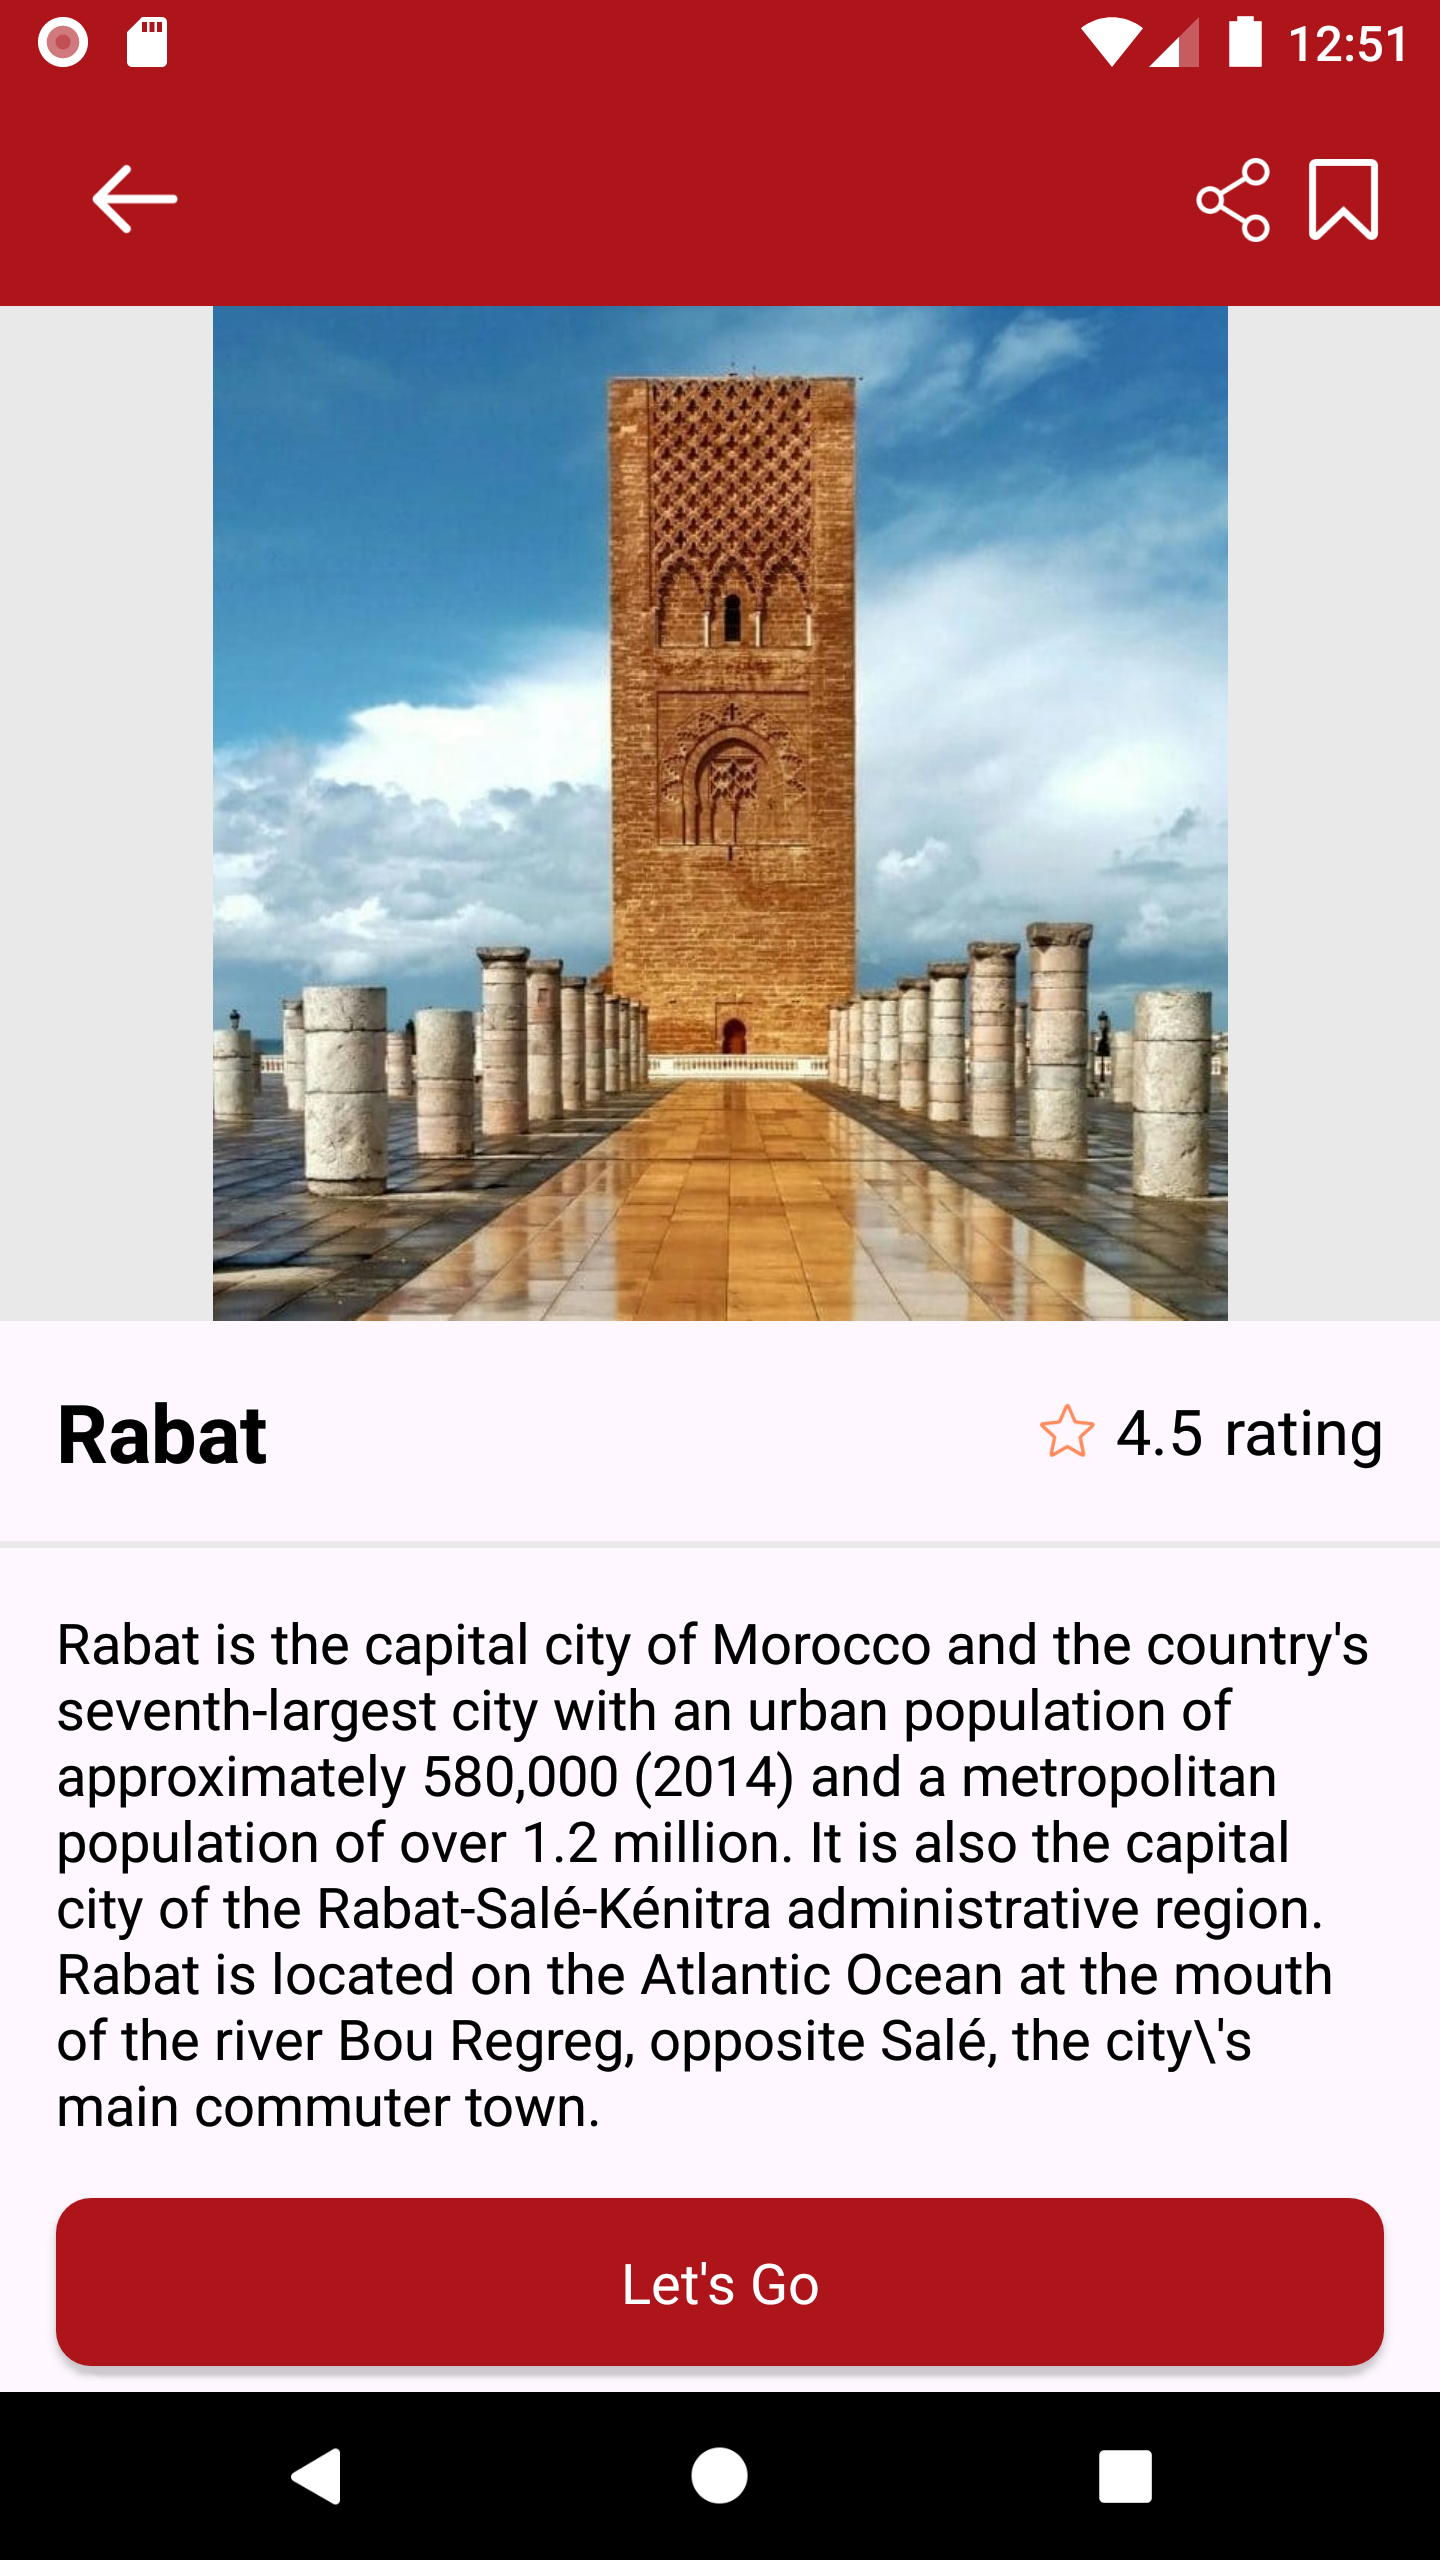 12:51
Rabat
4.5 rating
Rabat is the capital city of Morocco and the country's
seventh-largest city with an urban population of
approximately 580,000 (2014) and a metropolitan
population of over 1.2 million. It is also the capital
city of the Rabat-Salé-Kénitra administrative region.
Rabat is located on the Atlantic Ocean at the mouth
of the river Bou Regreg, opposite Salé, the city\'s
main commuter town.
Let's Go